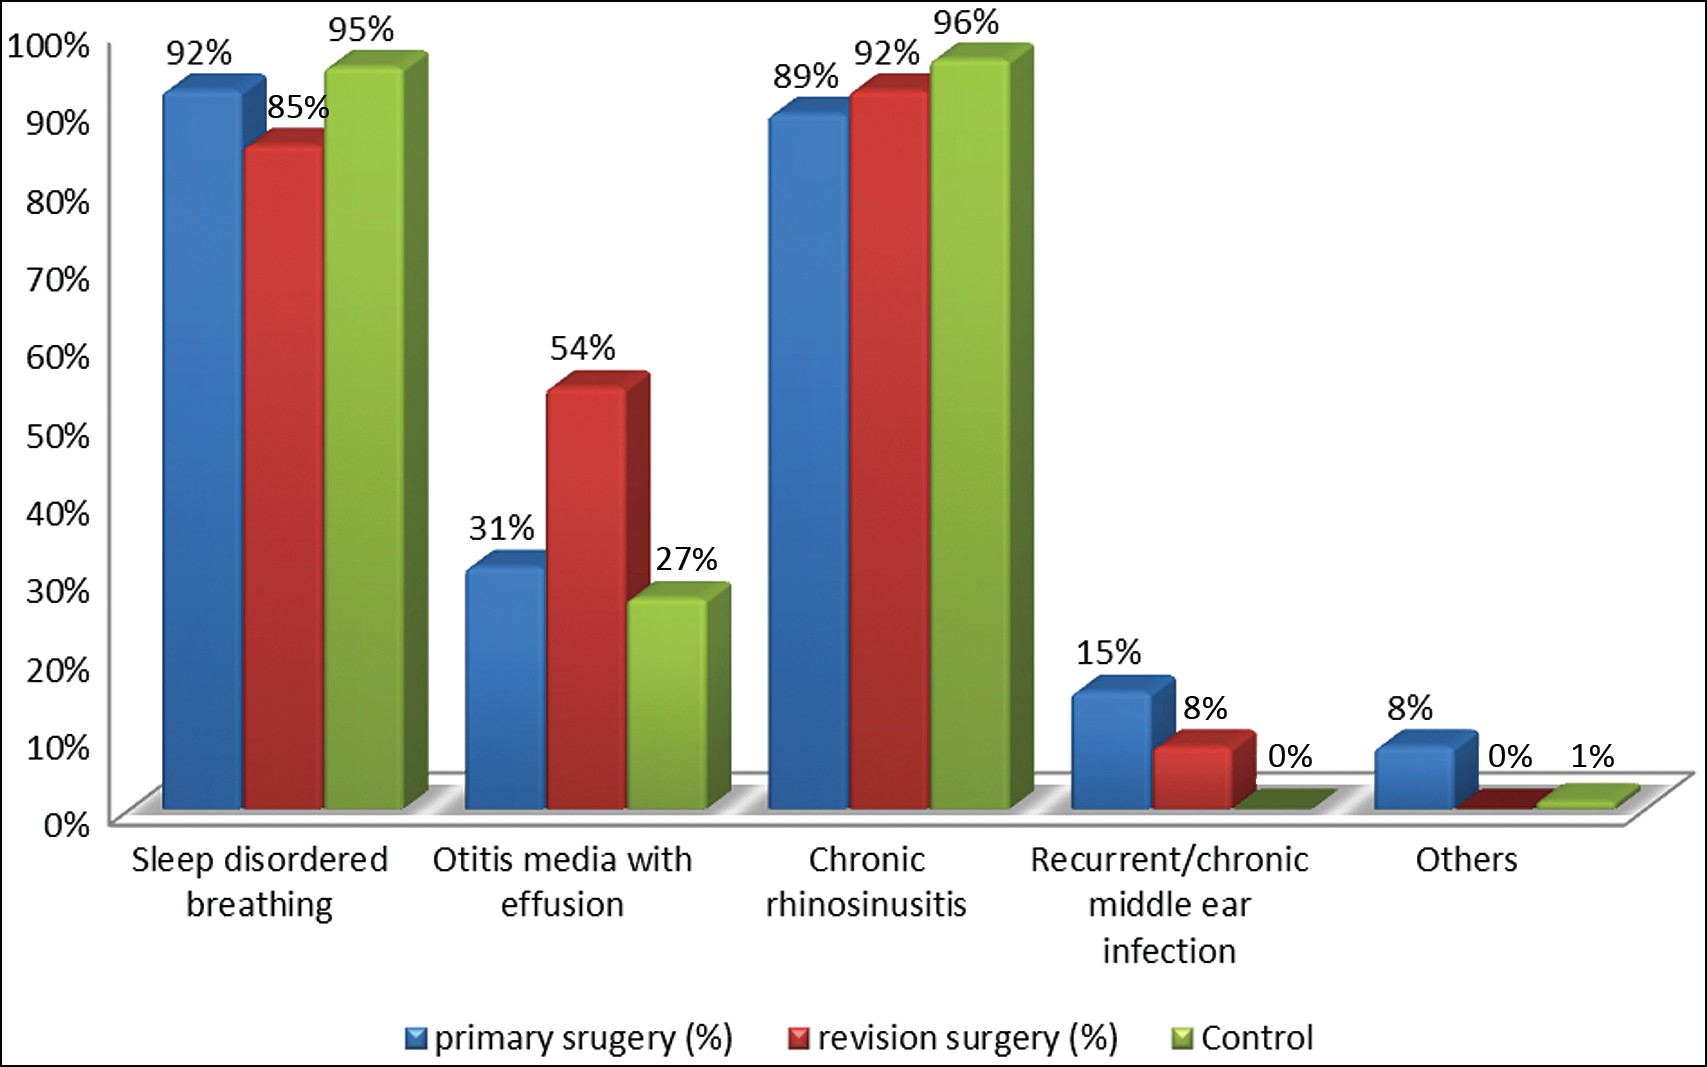 100%
90%
80%
70%
60%
50%
40%
30%
20%
10%
0%
92%
85%
95%
31%
54%
27%
89%
92%
96%
15%
8%
0%
8%
0%
1%
Sleep disordered
breathing
Otitis media with
effusion
Chronic
rhinosinusitis
Recurrent/chronic
middle ear
infection
Others
primary srugery (%)
revision surgery (%)
Control